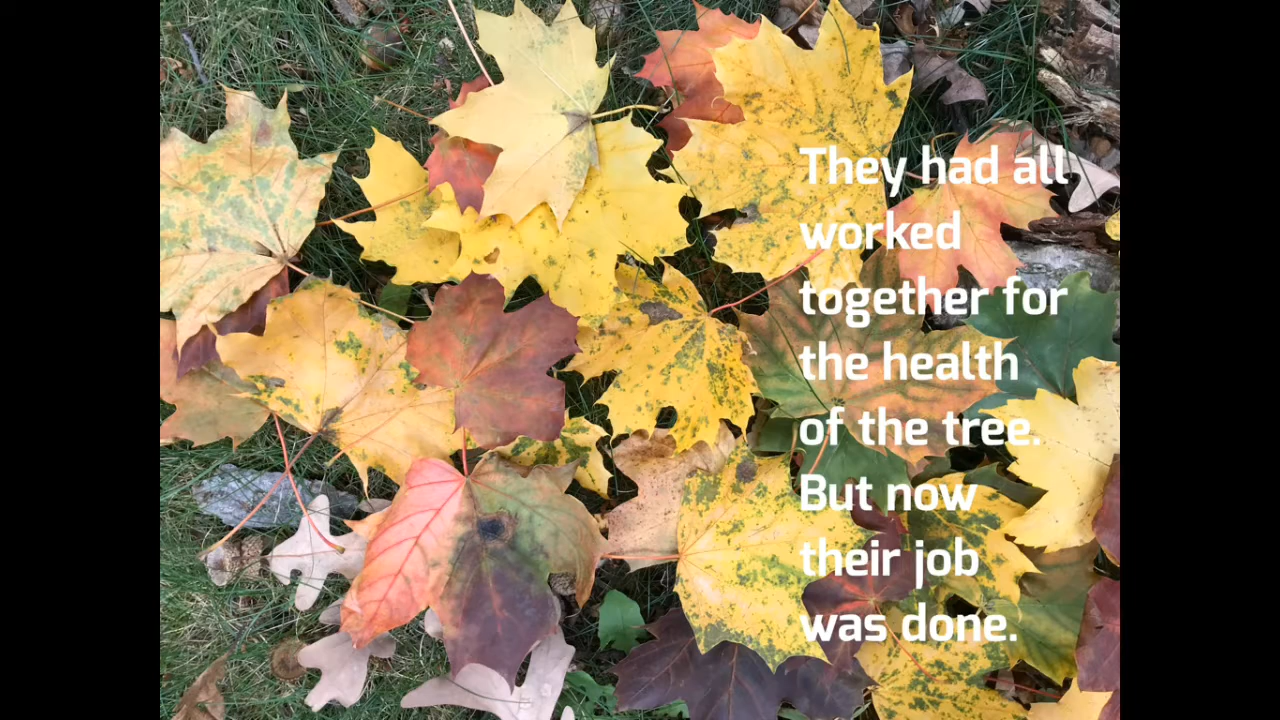 They had all
worked
together for
the health
of the tree.
But now
their job
was done.